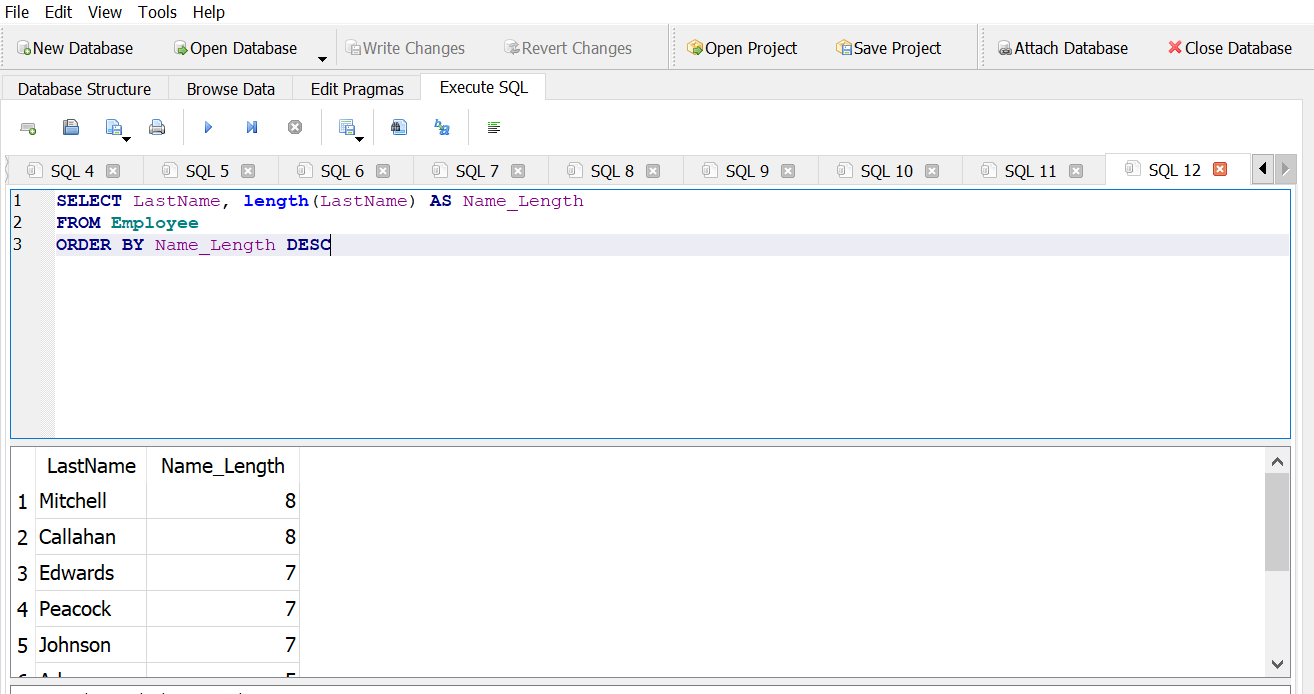 File Edit View Tools Help
New Database Open Database Write Changes Revert Changes Open Project Save Project Attach Database Close Database
Database Structure Browse Data Edit Pragmas Execute SQL
SQL 4 SQL 5 SQL 6 SQL 7 SQL 8 SQL 9 SQL 10 SQL 11 SQL 12
1 SELECT LastName, length(LastName) AS Name_Length
2 FROM Employee
3 ORDER BY Name_Length DESC
LastName Name_Length
1 Mitchell 8
2 Callahan 8
3 Edwards 7
4 Peacock 7
5 Johnson 7